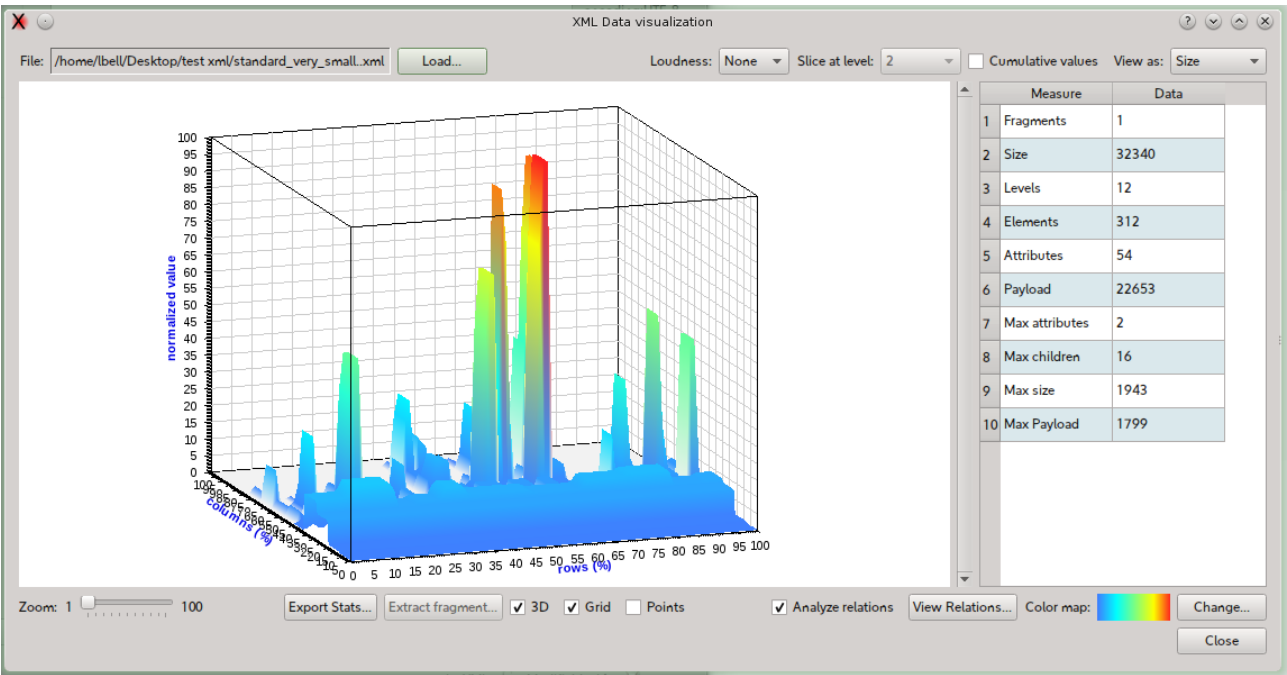 XML Data visualization
File: /home/lbell/Desktop/test xml/standard_very_small..xml Load... Loudness: None Slice at level: 2 Cumulative values View as: Size
Measure Data
1 Fragments 1
2 Size 32340
3 Levels 12
4 Elements 312
5 Attributes 54
6 Payload 22653
7 Max attributes 2
8 Max children 16
9 Max size 1943
10 Max Payload 1799
100
95
90
85
80
75
70
65
60
55
50
45
40
35
30
25
20
15
10
5
0
normalized value
columns (%)
0 5 10 15 20 25 30 35 40 45 50 55 60 65 70 75 80 85 90 95 100
rows (%)
Zoom: 1 100 Export Stats... Extract fragment... 3D Grid Points Analyze relations View Relations... Color map: Change...
Close